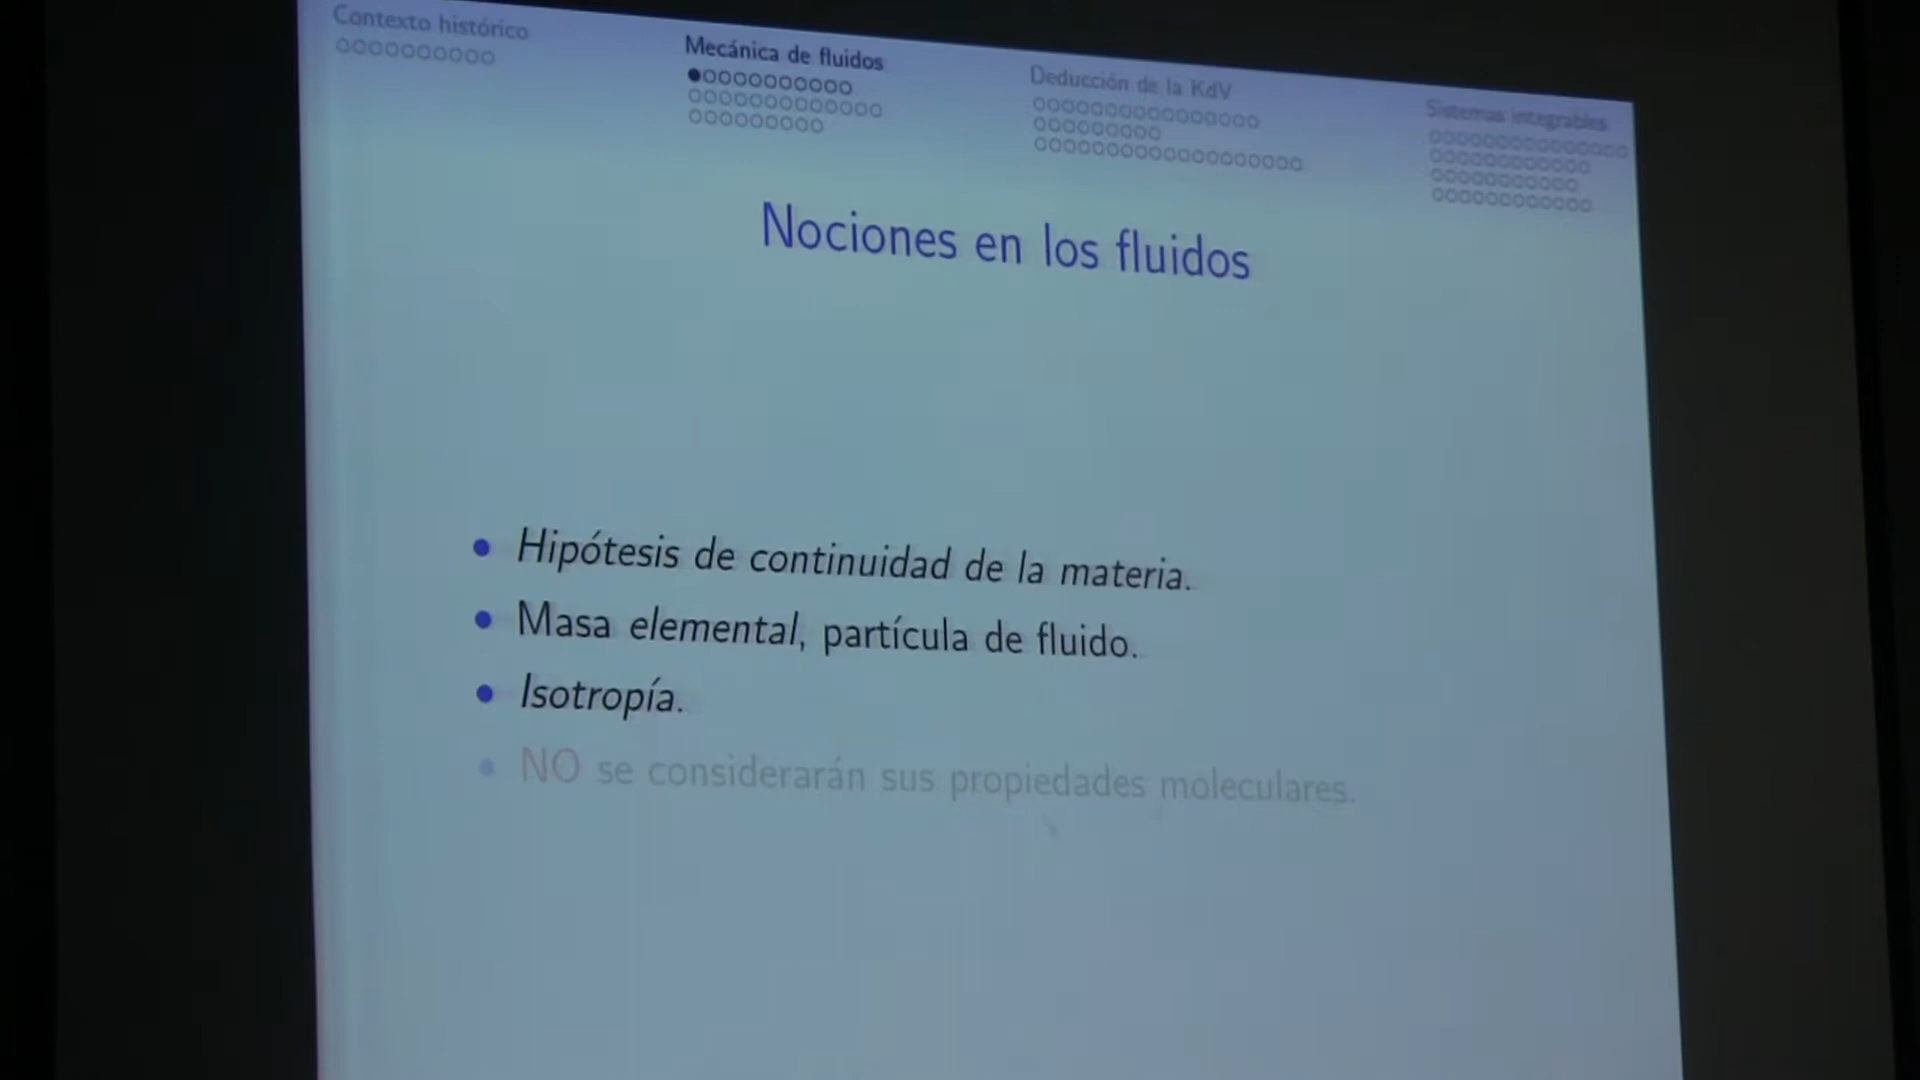 Contexto histórico
Mecánica de fluidos
Deducción de la KdV
Sistemas integrables
Nociones en los fluidos
• Hipótesis de continuidad de la materia.
• Masa elemental, partícula de fluido.
• Isotropía.
• NO se considerarán sus propiedades moleculares.